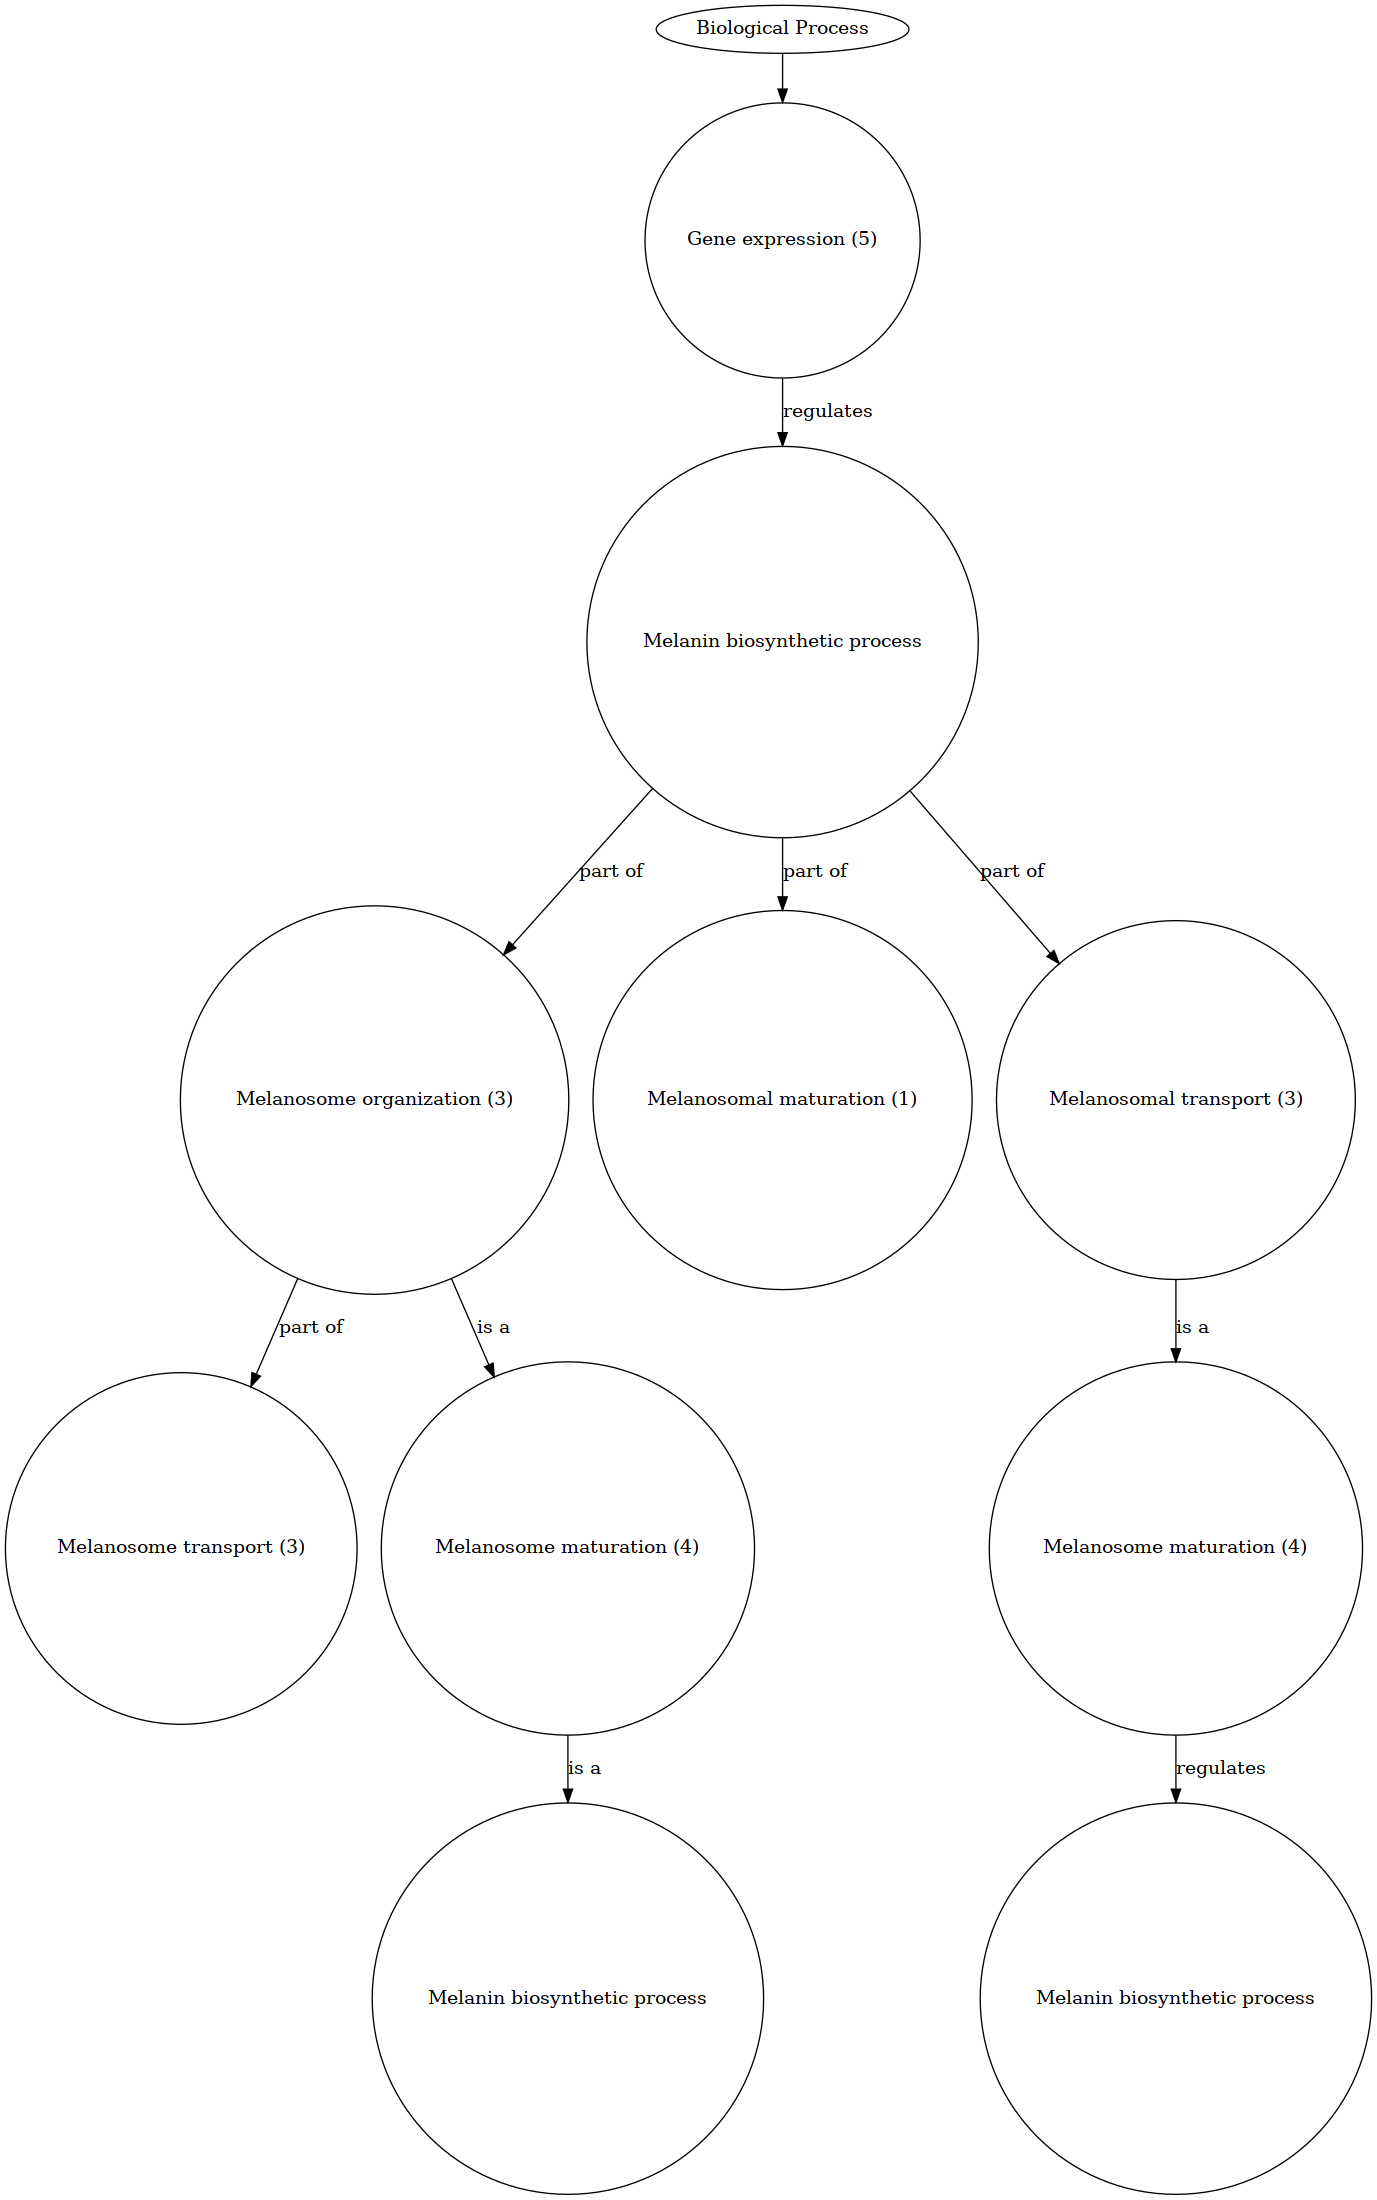 Biological Process
Gene expression (5)
regulates
Melanin biosynthetic process
part of
part of
part of
Melanosome organization (3)
Melanosomal maturation (1)
Melanosomal transport (3)
part of
is a
is a
Melanosome transport (3)
Melanosome maturation (4)
Melanosome maturation (4)
is a
regulates
Melanin biosynthetic process
Melanin biosynthetic process